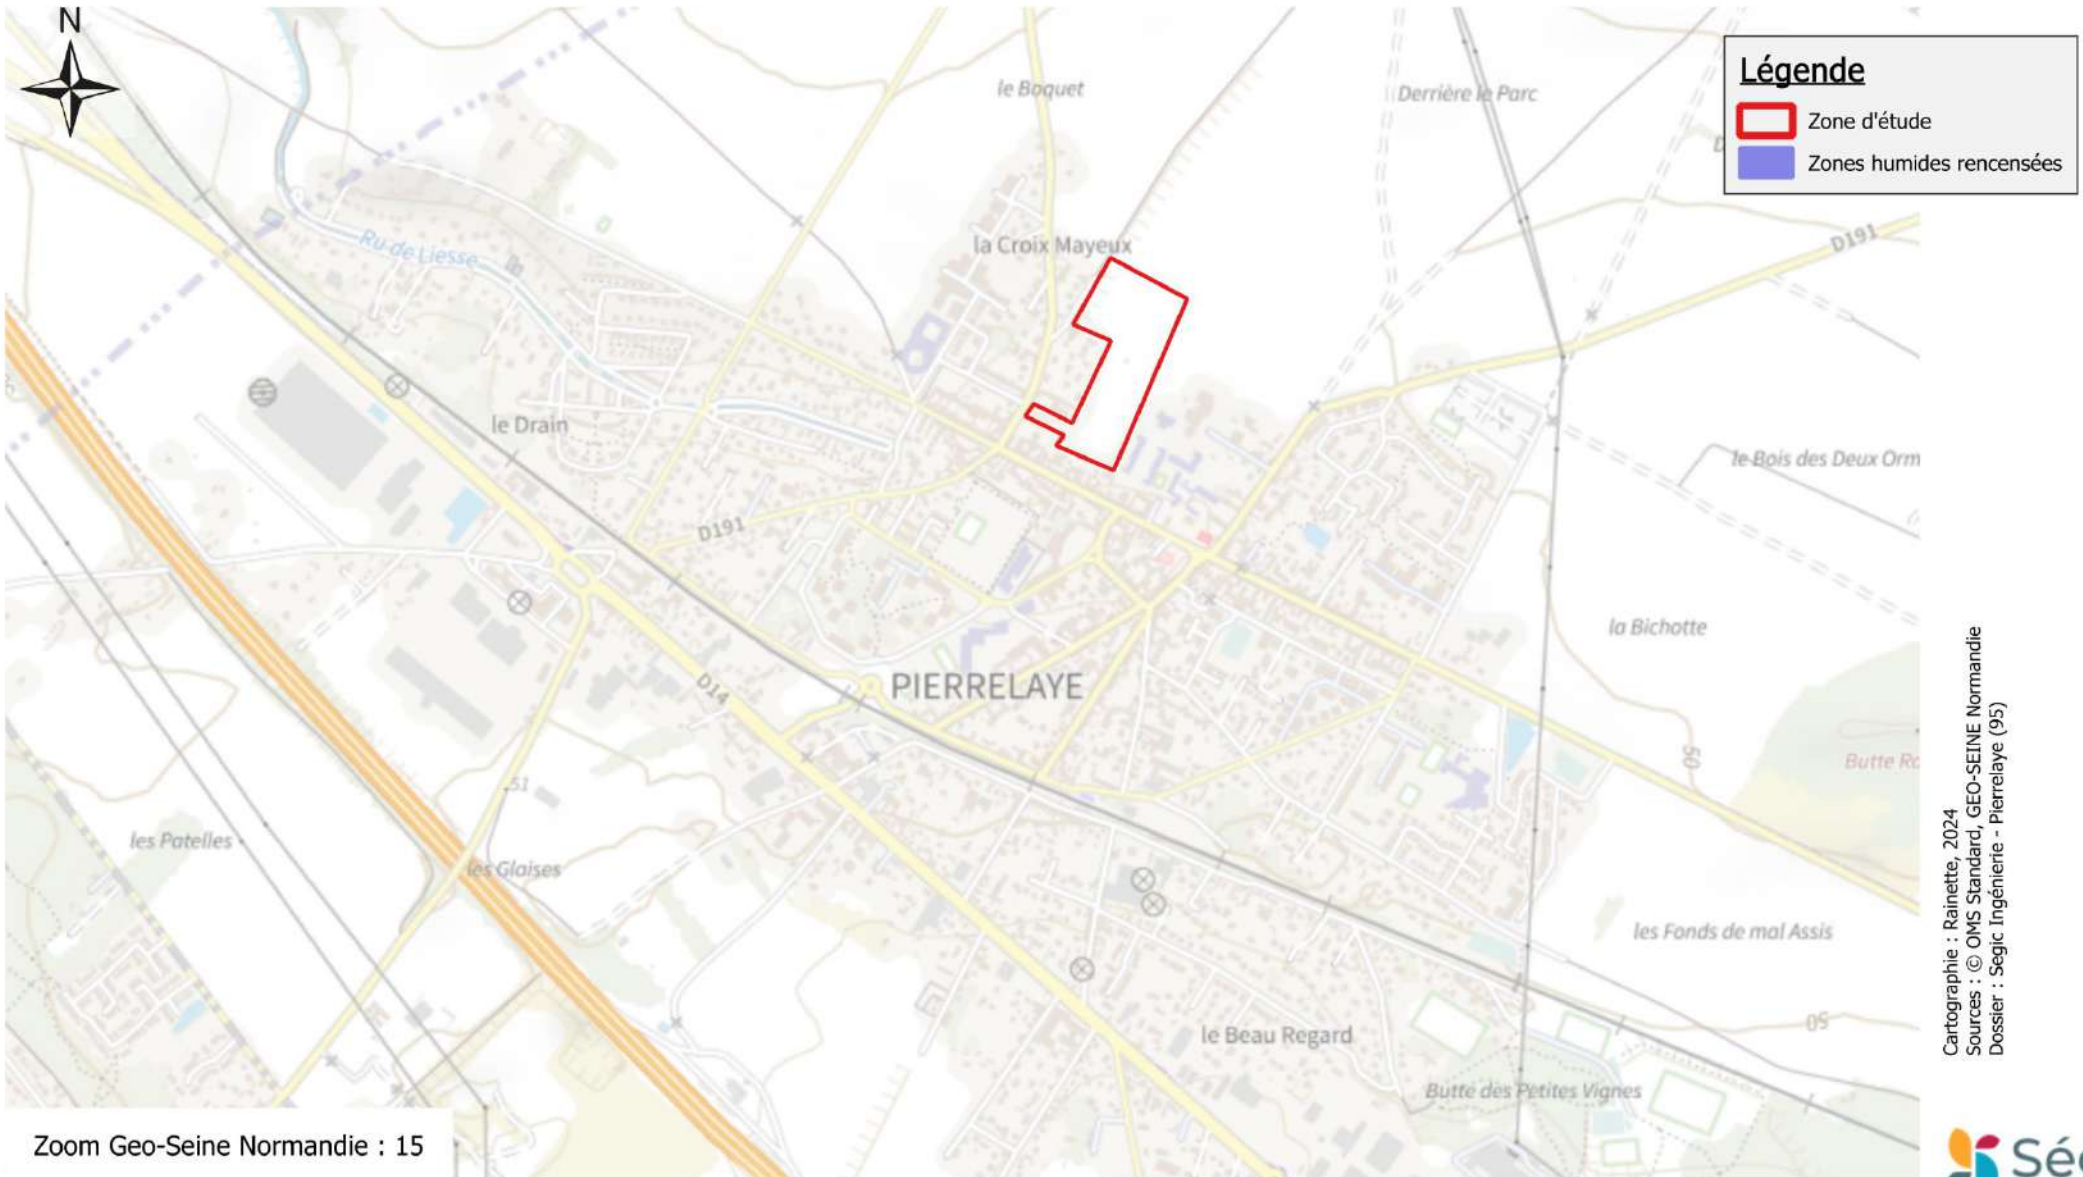 N
le Boquet
Derrière le Parc
Légende
Zone d'étude
Zones humides rencensées
la Croix Mayeux
D191
Ru de Liesse
le Drain
D191
le Bois des Deux Orm
la Bichotte
PIERRELAYE
D14
50
Butte Ro
51
les Patelles
les Glaises
les Fonds de mal Assis
50
le Beau Regard
Butte des Petites Vignes
Cartographie : Rainette, 2024
Sources : © OMS Standard, GEO-SEINE Normandie
Dossier : Segic Ingénierie - Pierrelaye (95)
Zoom Geo-Seine Normandie : 15